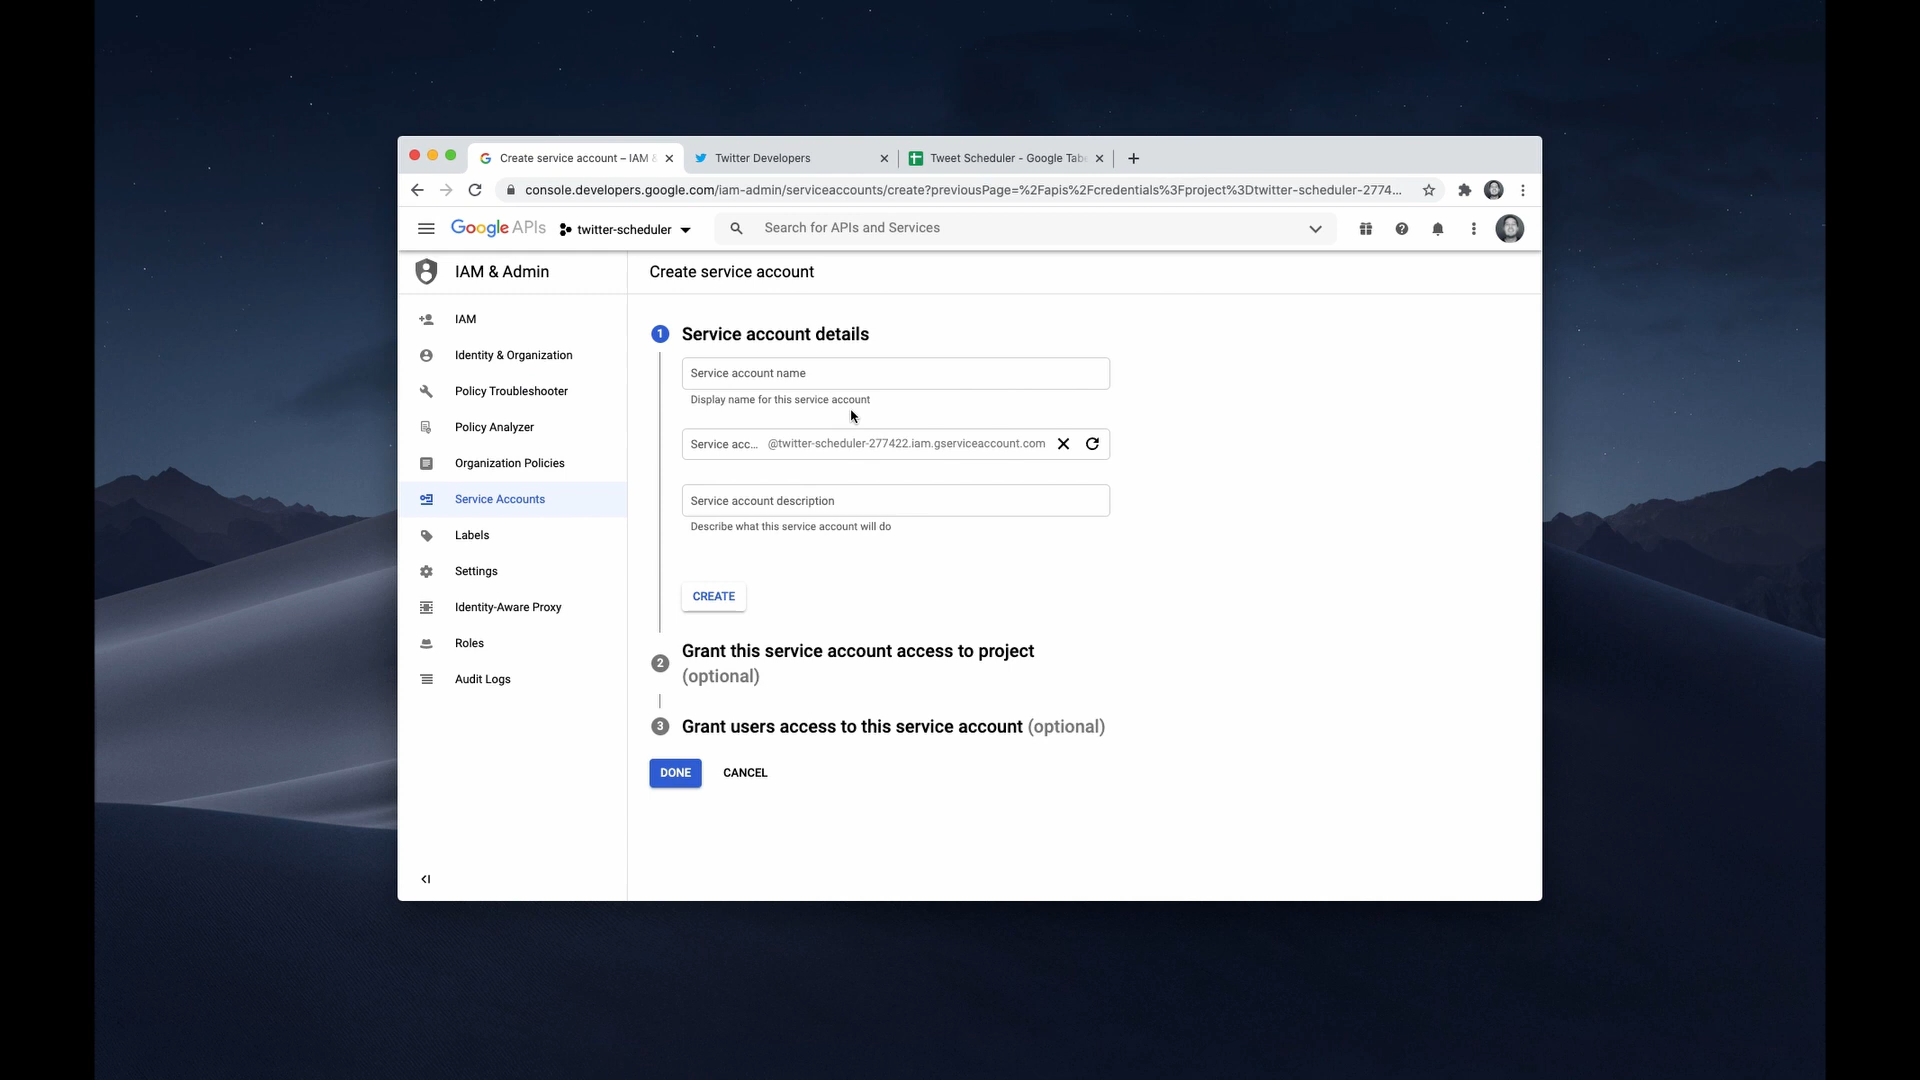 Create service account – IAM &
Twitter Developers
Tweet Scheduler - Google Tab
console.developers.google.com/iam-admin/serviceaccounts/create?previousPage=%2Fapis%2Fcredentials%3Fproject%3Dtwitter-scheduler-2774...
Google APIs
twitter-scheduler
Search for APIs and Services
IAM & Admin
Create service account
IAM
Identity & Organization
Policy Troubleshooter
Policy Analyzer
Organization Policies
Service Accounts
Labels
Settings
Identity-Aware Proxy
Roles
Audit Logs
1 Service account details
Service account name
Display name for this service account
Service acc... @twitter-scheduler-277422.iam.gserviceaccount.com
Service account description
Describe what this service account will do
CREATE
2 Grant this service account access to project
(optional)
3 Grant users access to this service account (optional)
DONE CANCEL